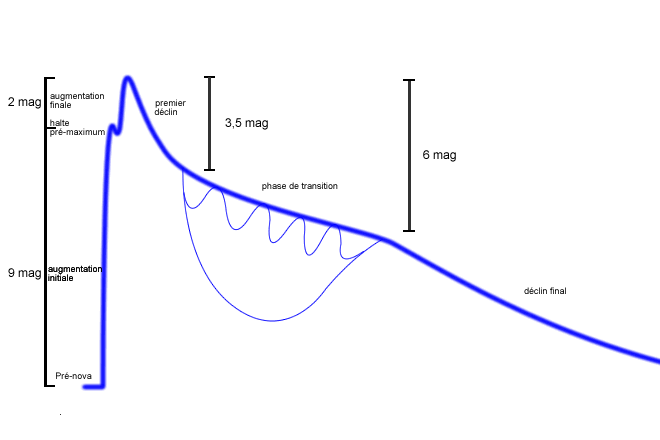 2 mag
augmentation
finale
halte
pré-maximum
premier
déclin
3,5 mag
6 mag
phase de transition
9 mag
augmentation
initiale
déclin final
Pré-nova